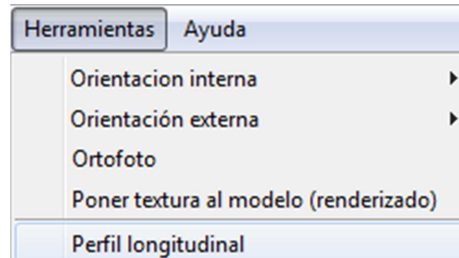 Herramientas Ayuda
Orientacion interna
Orientación externa
Ortofoto
Poner textura al modelo (renderizado)
Perfil longitudinal